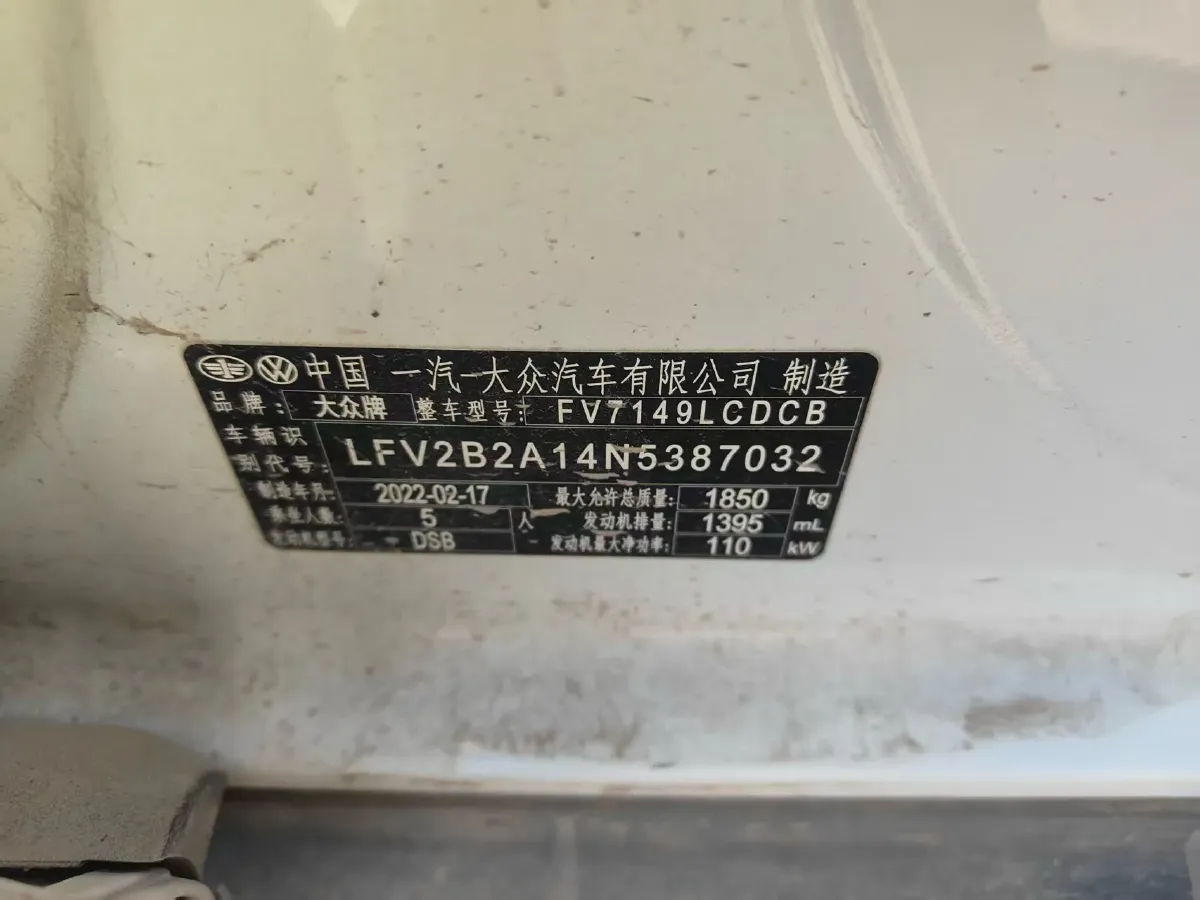 中国一汽-大众汽车有限公司 制造
品牌: 大众牌 整车型号: FV7149LCDCB
车辆识
别代号: LFV2B2A14N5387032
制造年月: 2022-02-17 最大允许总质量: 1850 kg
乘坐人数: 5 人 发动机排量: 1395 mL
发动机型号: DSB 发动机最大净功率: 110 kW